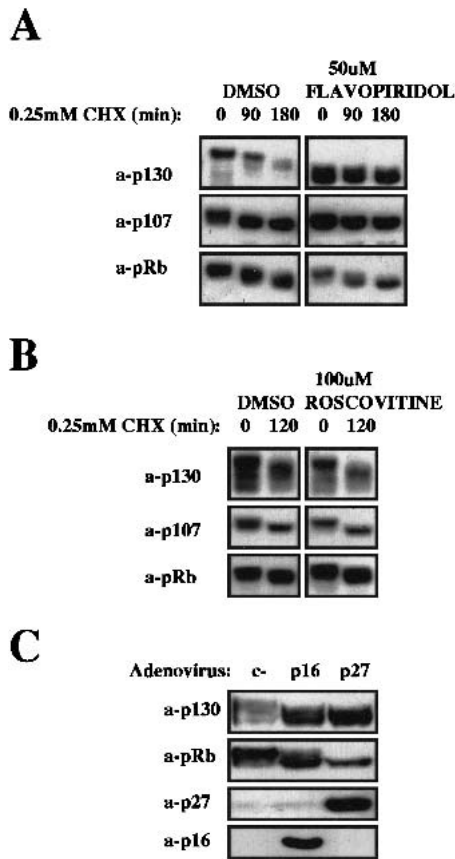 A
50uM
DMSO FLAVOPIRIDOL
0.25mM CHX (min): 0 90 180 0 90 180
a-p130
a-p107
a-pRb
B
100uM
DMSO ROSCOVITINE
0.25mM CHX (min): 0 120 0 120
a-p130
a-p107
a-pRb
C
Adenovirus: c- p16 p27
a-p130
a-pRb
a-p27
a-p16